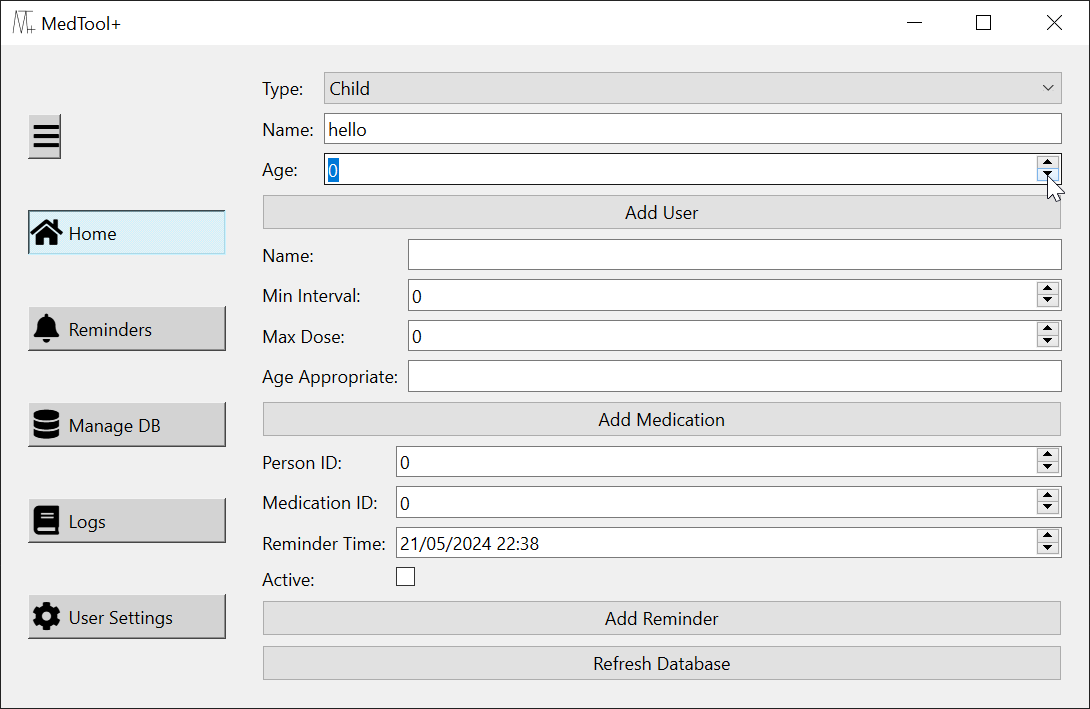 MedTool+
Type: Child
Name: hello
Age: 0
Add User
Home
Name:
Min Interval: 0
Reminders
Max Dose: 0
Age Appropriate:
Manage DB
Add Medication
Person ID: 0
Medication ID: 0
Logs
Reminder Time: 21/05/2024 22:38
Active:
User Settings
Add Reminder
Refresh Database